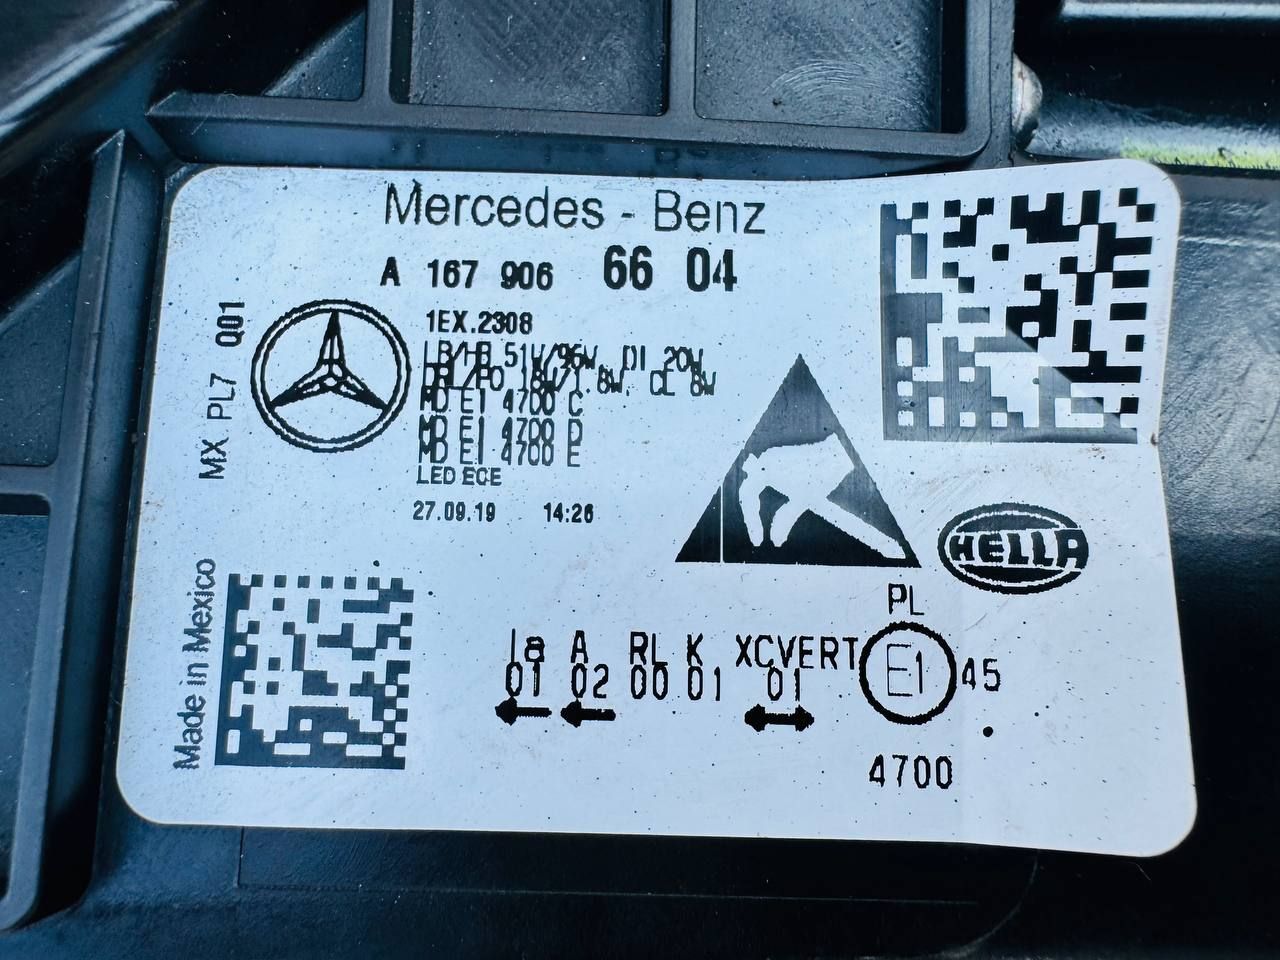 Mercedes - Benz
A 167 906 66 04
1EX.2308
LB/HB 51W/96W, DI 20W
DRL/PO 18W/1.8W, CL 8W
MD E1 4700 C
MD E1 4700 D
MD E1 4700 E
LED ECE
27.09.19 14:26
MX PL7 Q01
Made in Mexico
HELLA
PL
1a A RL K XCVERT E1 45
01 02 00 01 01
4700